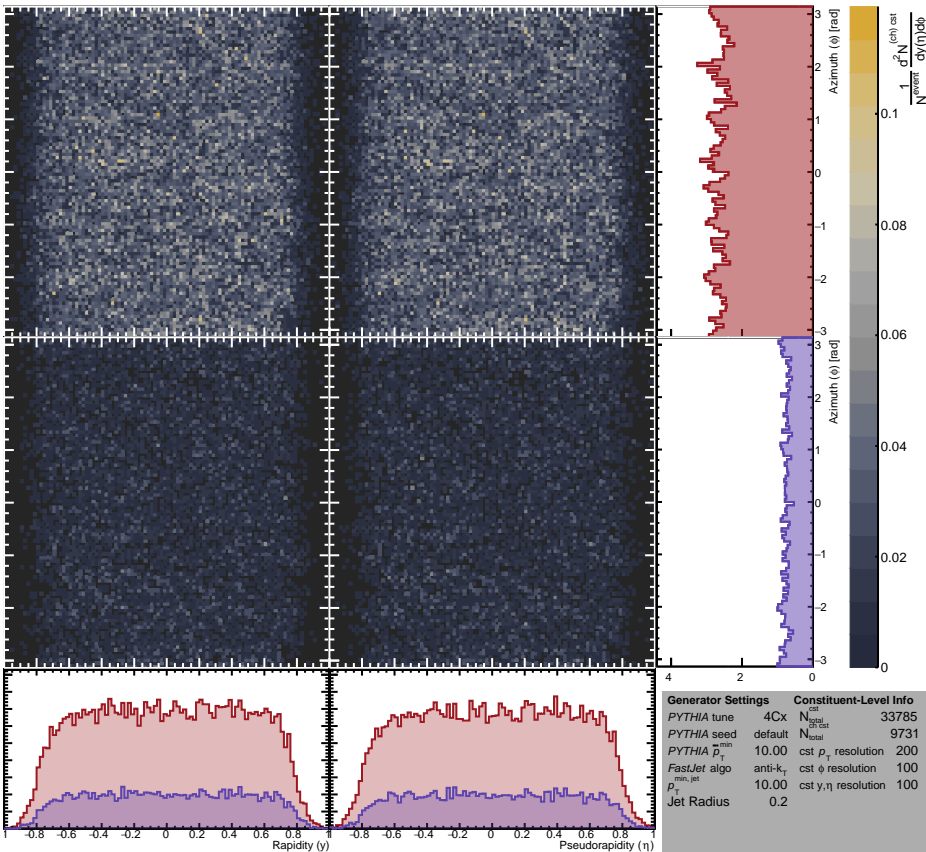 3
2
1
0
−1
−2
−3
Azimuth (ϕ) [rad]
3
2
1
0
−1
−2
−3
Azimuth (ϕ) [rad]
4 2 0
0.1
0.08
0.06
0.04
0.02
0
1 d²N^(ch) cst
N^event dy(η)dϕ
1 -0.8 -0.6 -0.4 -0.2 0 0.2 0.4 0.6 0.8 1 -0.8 -0.6 -0.4 -0.2 0 0.2 0.4 0.6 0.8 1
Rapidity (y) Pseudorapidity (η)
Generator Settings Constituent-Level Info
PYTHIA tune 4Cx N^cst_total 33785
PYTHIA seed default N^ch cst_total 9731
PYTHIA p̄_T^min 10.00 cst p_T resolution 200
FastJet algo anti-k_T cst ϕ resolution 100
p_T^min, jet 10.00 cst y,η resolution 100
Jet Radius 0.2